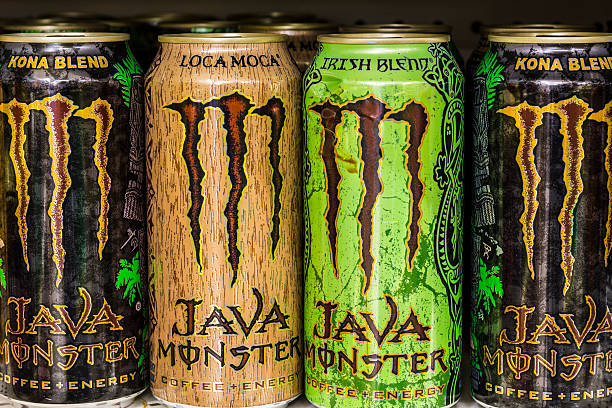 KONA BLEND
JAVA
MONSTER
COFFEE+ENERGY
LOCA MOCA
JAVA
MONSTER
COFFEE+ENERGY
IRISH BLEND
JAVA
MONSTER
COFFEE+ENERGY
KONA BLEND
JAVA
MONSTER
COFFEE+ENERGY